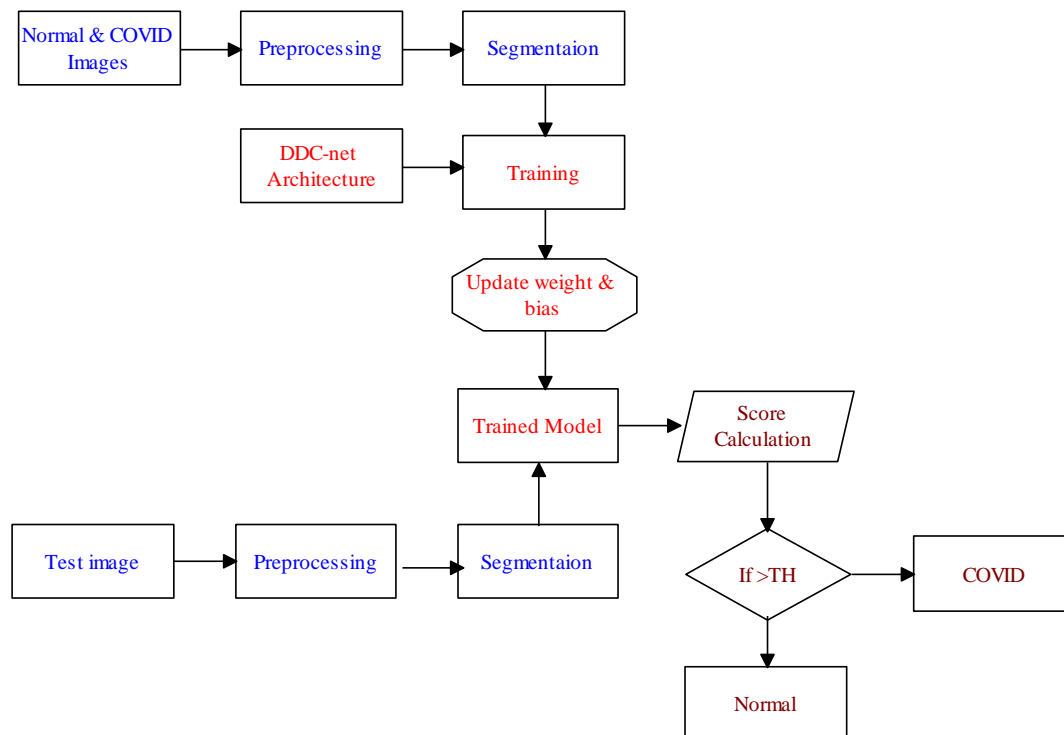 Normal & COVID
Images
Preprocessing
Segmentaion
DDC-net
Architecture
Training
Update weight &
bias
Trained Model
Score
Calculation
Test image
Preprocessing
Segmentaion
If >TH
COVID
Normal